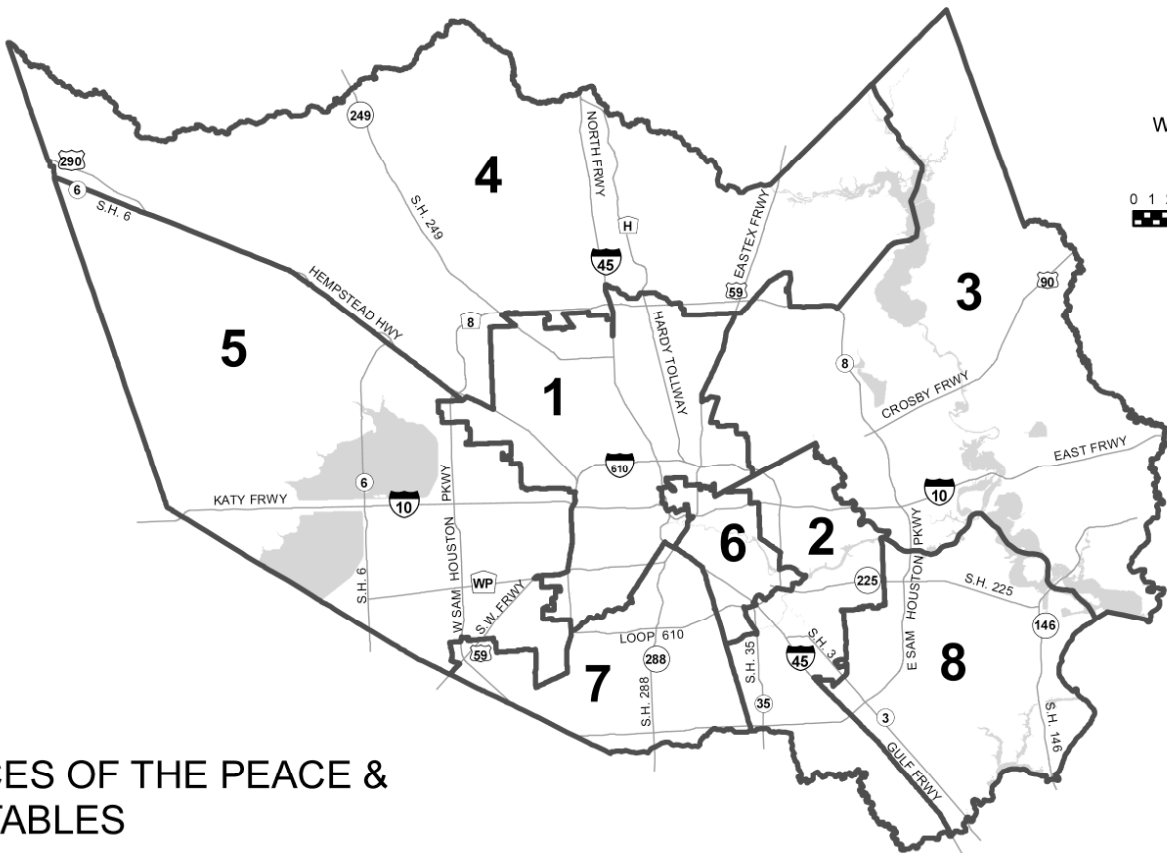 249
290
6
S.H. 6
4
S.H. 249
NORTH FRWY
H
45
EASTEX FRWY
59
W
0 1
3
90
HEMPSTEAD HWY
5
8
1
HARDY TOLLWAY
8
CROSBY FRWY
EAST FRWY
610
6
KATY FRWY
10
10
W SAM HOUSTON PKWY
S.H. 6
WP
S.W. FRWY
59
6
2
225
E SAM HOUSTON PKWY
S.H. 225
146
LOOP 610
288
S.H. 288
7
S.H. 35
35
45
S.H. 3
3
8
GULF FRWY
S.H. 146
CES OF THE PEACE &
TABLES